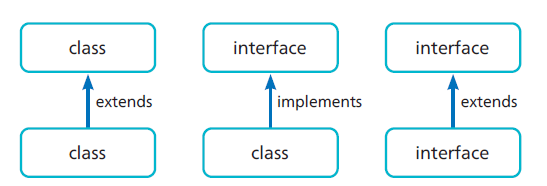 class interface interface
extends implements extends
class class interface